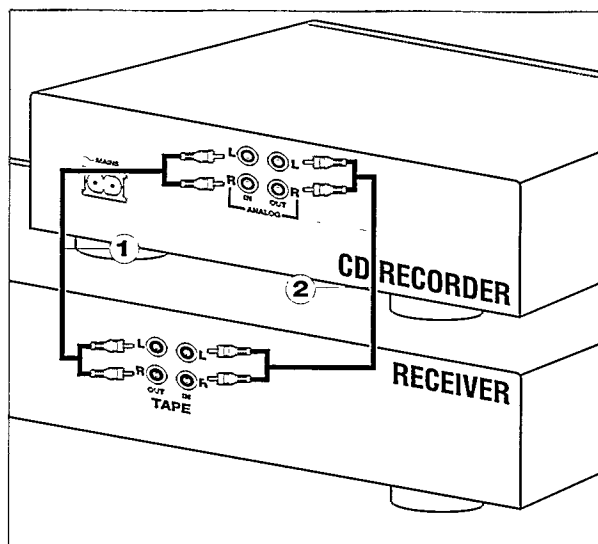 MAINS
L L
R R
IN OUT
ANALOG
1
CD RECORDER
2
L L
R R
OUT IN
TAPE
RECEIVER